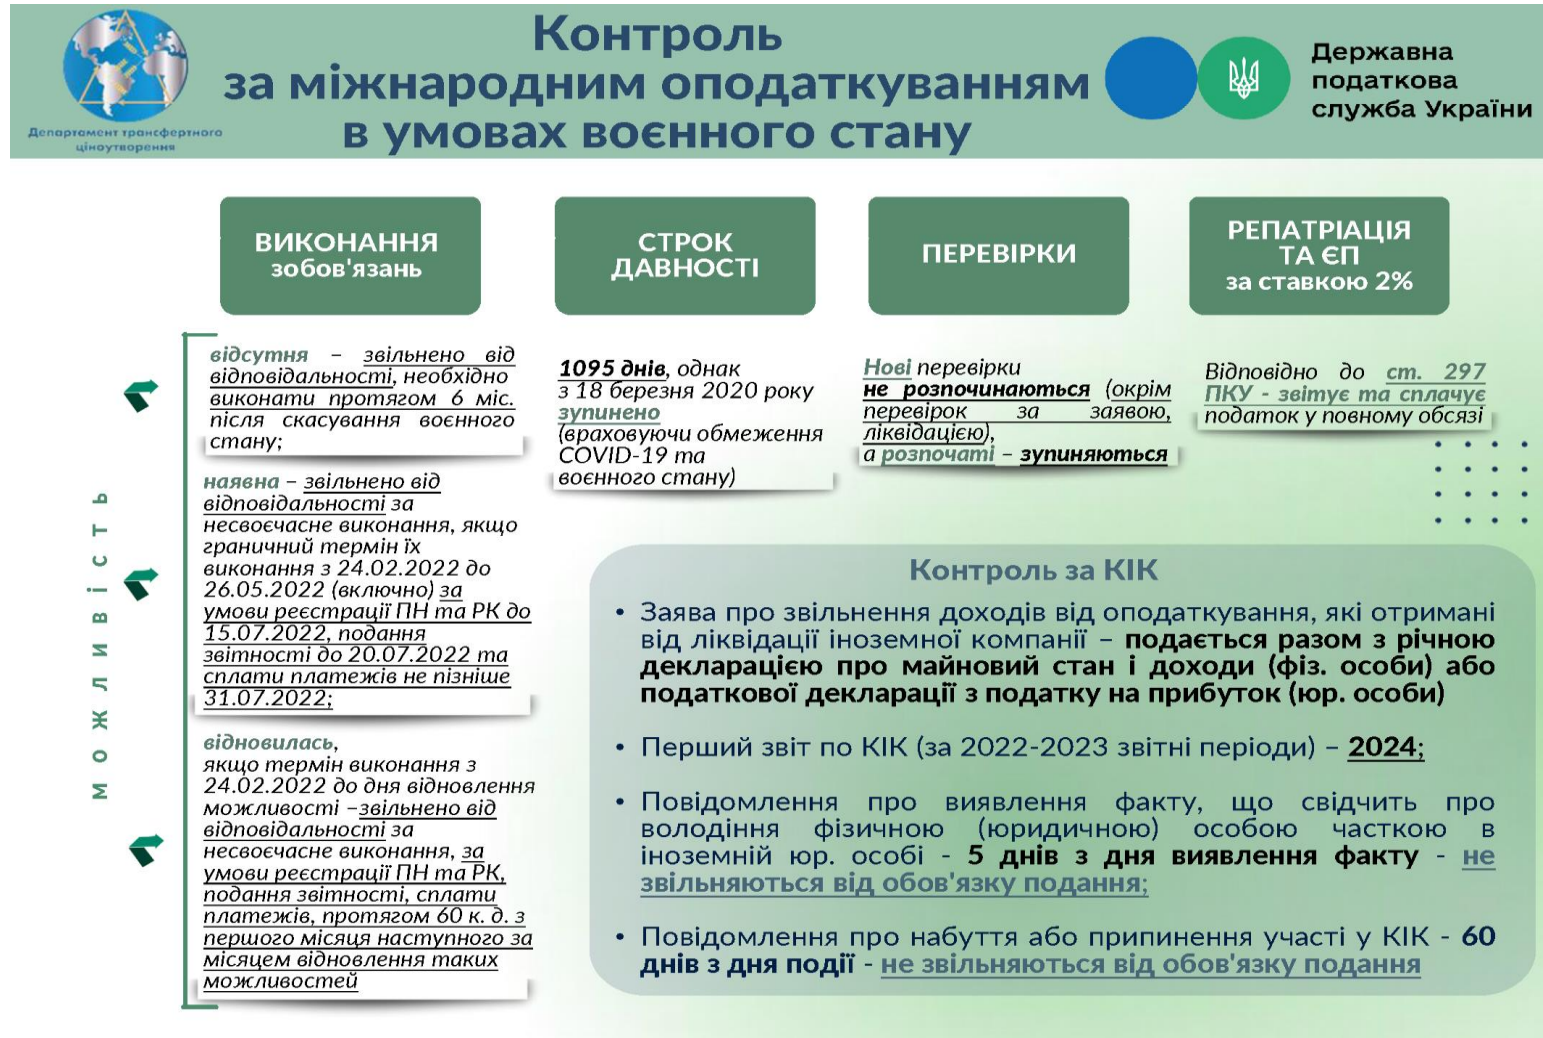 Департамент трансфертного
ціноутворення
Контроль
за міжнародним оподаткуванням
в умовах воєнного стану
Державна
податкова
служба України
ВИКОНАННЯ
зобов'язань
СТРОК
ДАВНОСТІ
ПЕРЕВІРКИ
РЕПАТРІАЦІЯ
ТА ЄП
за ставкою 2%
можливість
відсутня – звільнено від
відповідальності, необхідно
виконати протягом 6 міс.
після скасування воєнного
стану;
наявна – звільнено від
відповідальності за
несвоєчасне виконання, якщо
граничний термін їх
виконання з 24.02.2022 до
26.05.2022 (включно) за
умови реєстрації ПН та РК до
15.07.2022, подання
звітності до 20.07.2022 та
сплати платежів не пізніше
31.07.2022;
відновилась,
якщо термін виконання з
24.02.2022 до дня відновлення
можливості –звільнено від
відповідальності за
несвоєчасне виконання, за
умови реєстрації ПН та РК,
подання звітності, сплати
платежів, протягом 60 к. д. з
першого місяця наступного за
місяцем відновлення таких
можливостей
1095 днів, однак
з 18 березня 2020 року
зупинено
(враховуючи обмеження
COVID-19 та
воєнного стану)
Нові перевірки
не розпочинаються (окрім
перевірок за заявою,
ліквідацією),
а розпочаті – зупиняються
Відповідно до ст. 297
ПКУ - звітує та сплачує
податок у повному обсязі
Контроль за КІК
• Заява про звільнення доходів від оподаткування, які отримані
від ліквідації іноземної компанії – подається разом з річною
декларацією про майновий стан і доходи (фіз. особи) або
податкової декларації з податку на прибуток (юр. особи)
• Перший звіт по КІК (за 2022-2023 звітні періоди) – 2024;
• Повідомлення про виявлення факту, що свідчить про
володіння фізичною (юридичною) особою часткою в
іноземній юр. особі - 5 днів з дня виявлення факту - не
звільняються від обов'язку подання;
• Повідомлення про набуття або припинення участі у КІК - 60
днів з дня події - не звільняються від обов'язку подання